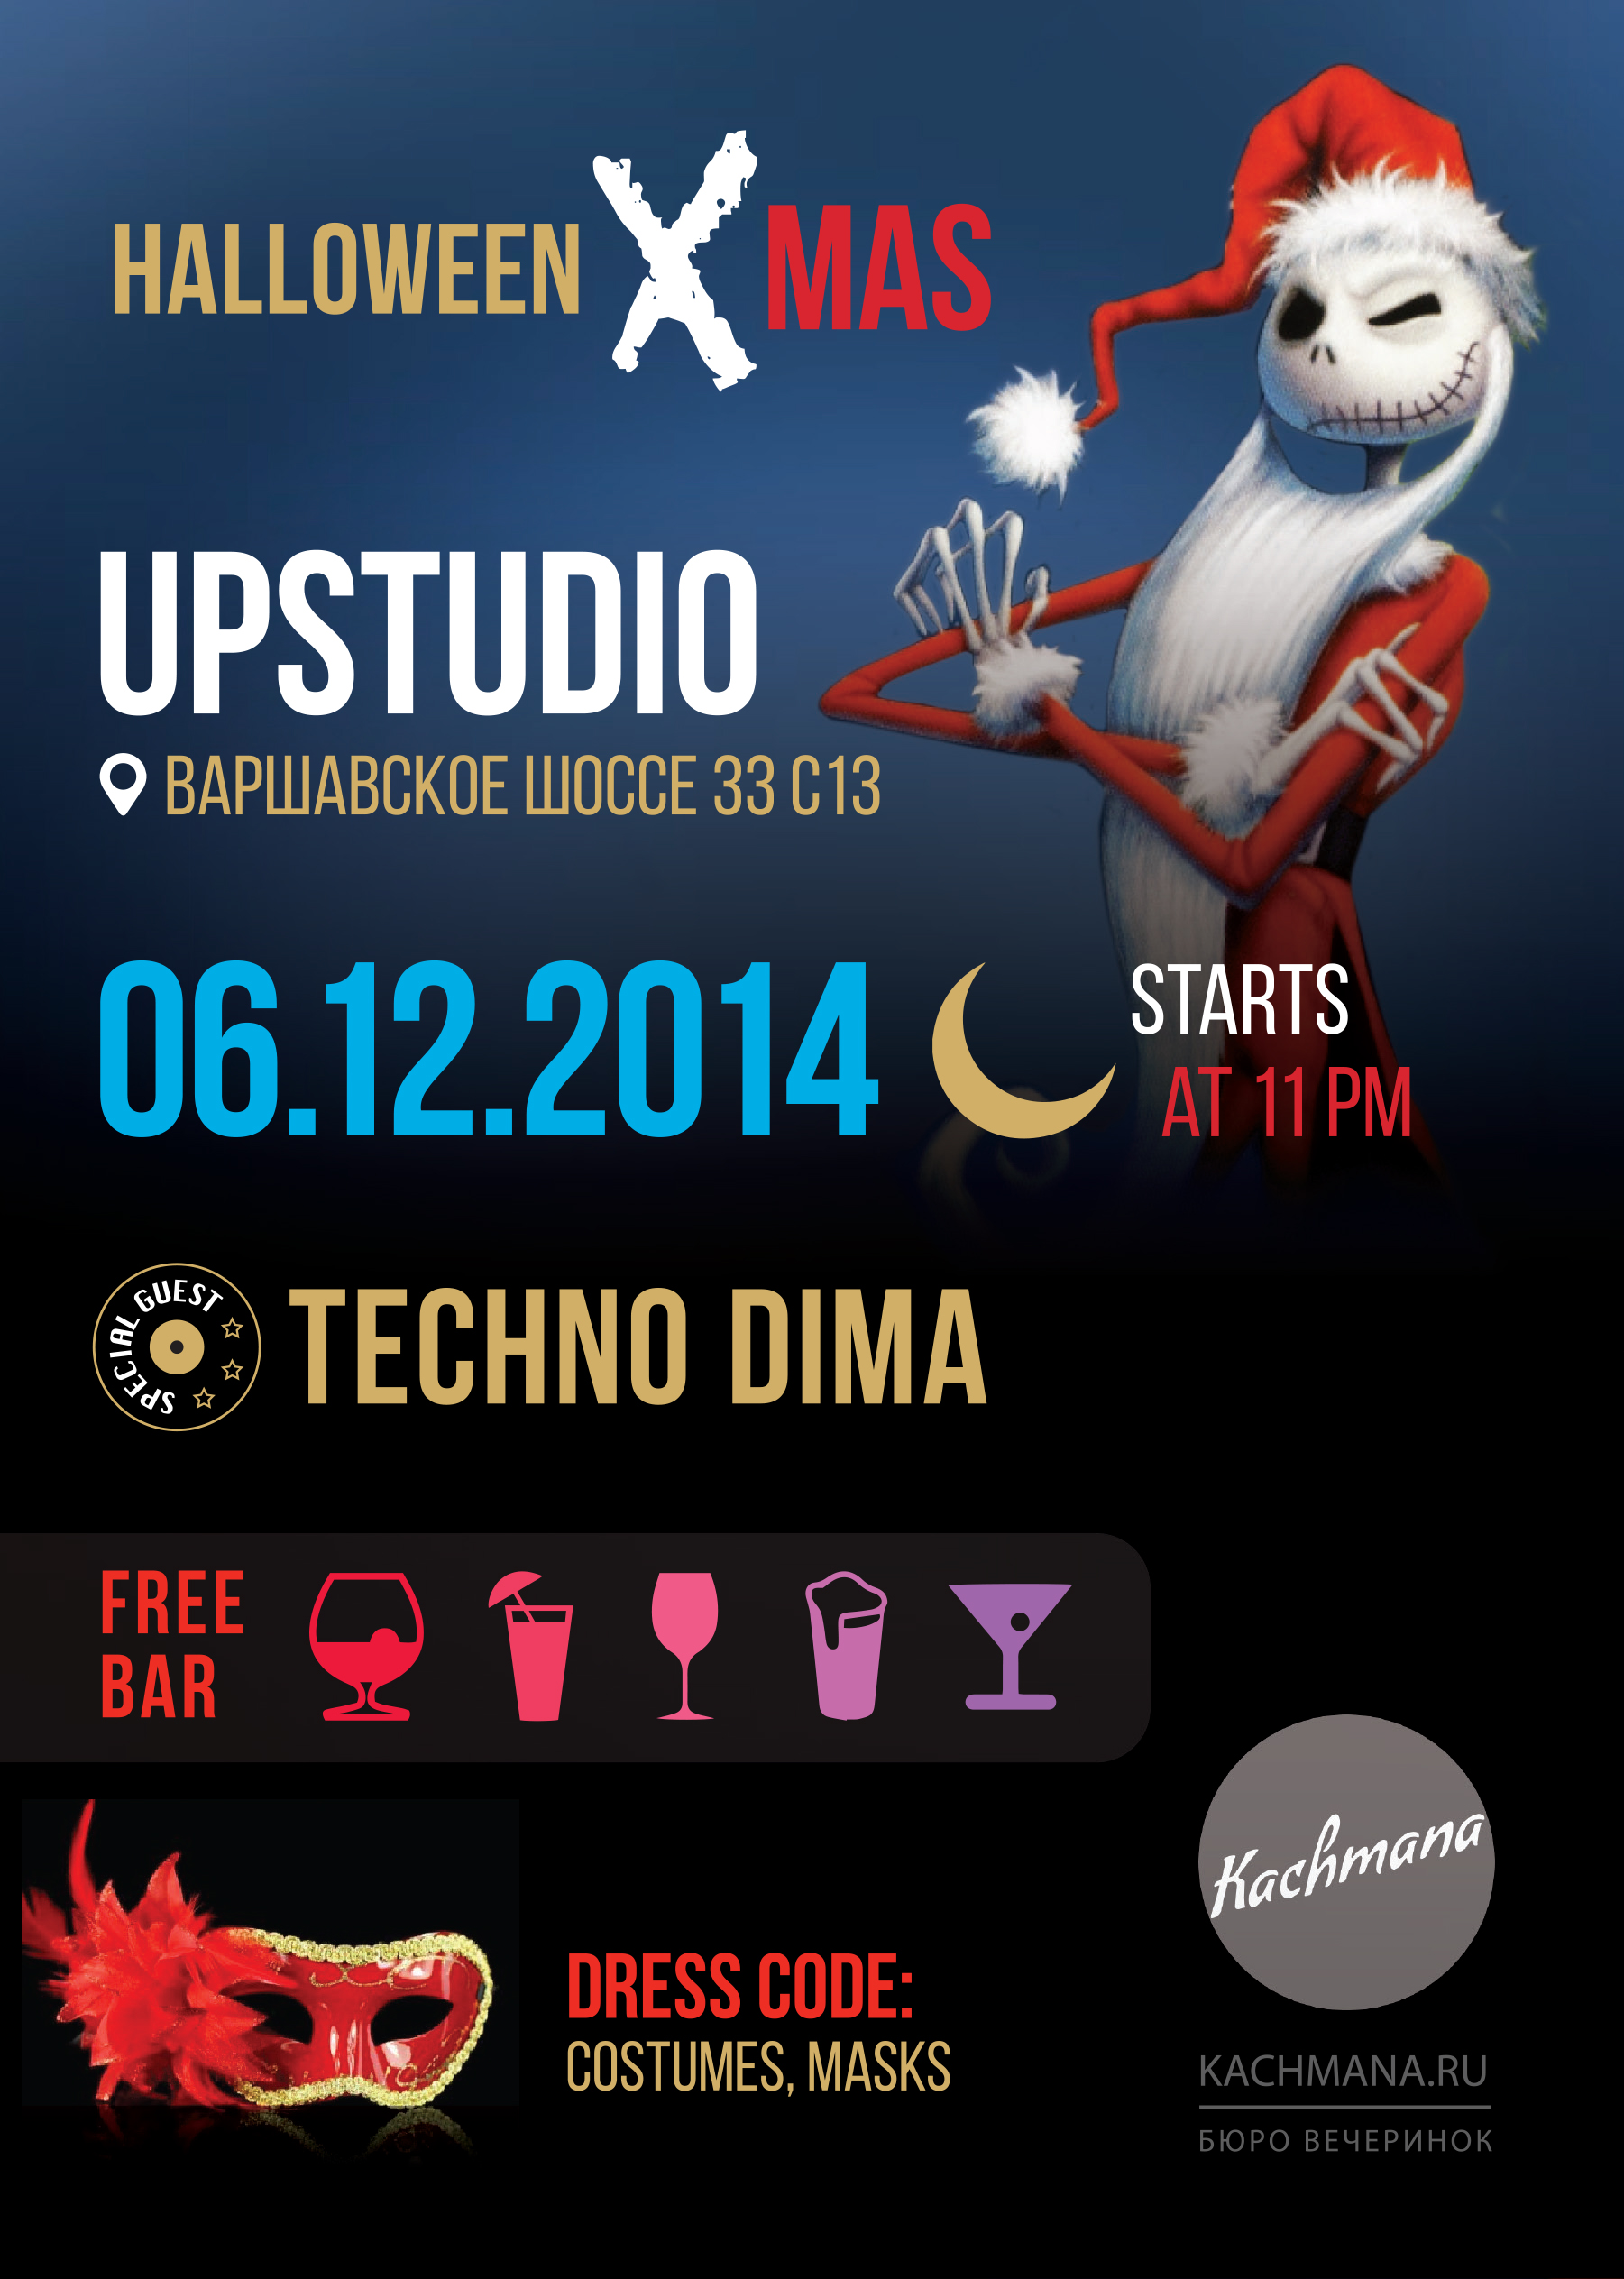 HALLOWEEN X MAS
UPSTUDIO
ВАРШАВСКОЕ ШОССЕ 33 С13
06.12.2014
STARTS
AT 11 PM
SPECIAL GUEST
TECHNO DIMA
FREE
BAR
Kachmana
DRESS CODE:
COSTUMES, MASKS
KACHMANA.RU
БЮРО ВЕЧЕРИНОК